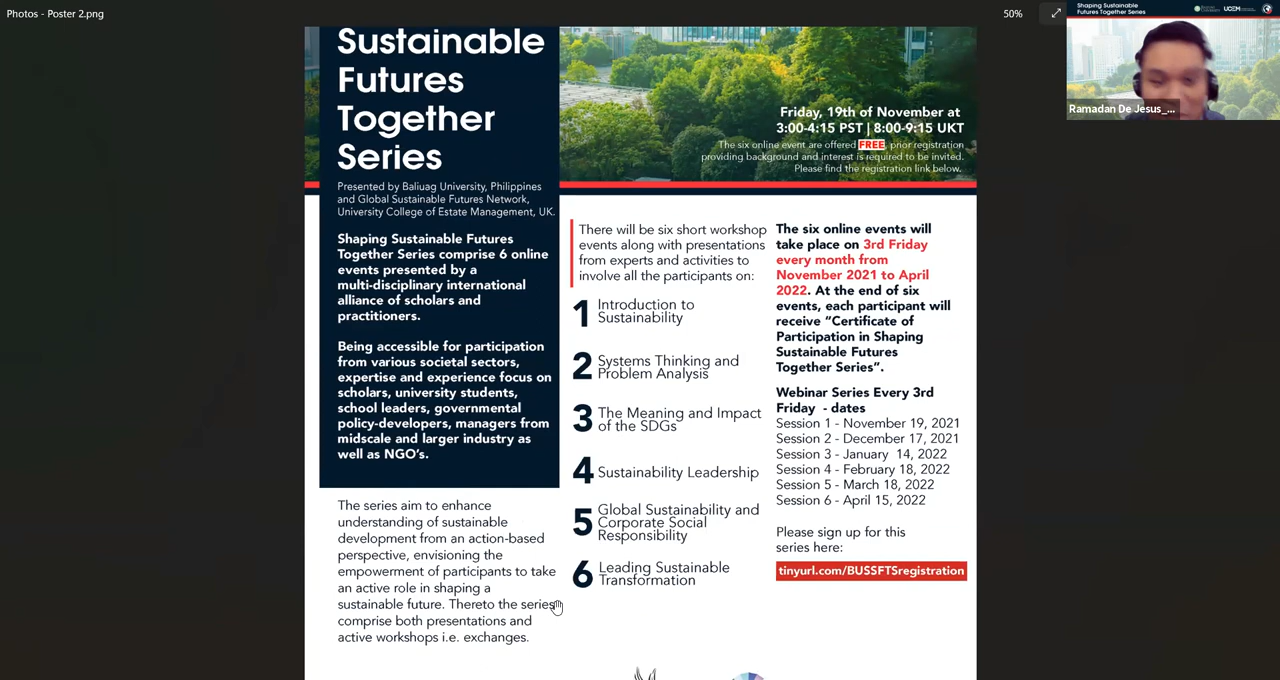 Photos - Poster 2.png
50%
Shaping Sustainable
Futures Together Series
UCEM
Ramadan De Jesus_...
Sustainable
Futures
Together
Series
Presented by Baliuag University, Philippines
and Global Sustainable Futures Network,
University College of Estate Management, UK.
Shaping Sustainable Futures
Together Series comprise 6 online
events presented by a
multi-disciplinary international
alliance of scholars and
practitioners.
Being accessible for participation
from various societal sectors,
expertise and experience focus on
scholars, university students,
school leaders, governmental
policy-developers, managers from
midscale and larger industry as
well as NGO's.
The series aim to enhance
understanding of sustainable
development from an action-based
perspective, envisioning the
empowerment of participants to take
an active role in shaping a
sustainable future. Thereto the series
comprise both presentations and
active workshops i.e. exchanges.
Friday, 19th of November at
3:00-4:15 PST | 8:00-9:15 UKT
The six online event are offered FREE, prior registration
providing background and interest is required to be invited.
Please find the registration link below.
There will be six short workshop
events along with presentations
from experts and activities to
involve all the participants on:
1 Introduction to
Sustainability
2 Systems Thinking and
Problem Analysis
3 The Meaning and Impact
of the SDGs
4 Sustainability Leadership
5 Global Sustainability and
Corporate Social
Responsibility
6 Leading Sustainable
Transformation
The six online events will
take place on 3rd Friday
every month from
November 2021 to April
2022. At the end of six
events, each participant will
receive "Certificate of
Participation in Shaping
Sustainable Futures
Together Series".
Webinar Series Every 3rd
Friday - dates
Session 1 - November 19, 2021
Session 2 - December 17, 2021
Session 3 - January 14, 2022
Session 4 - February 18, 2022
Session 5 - March 18, 2022
Session 6 - April 15, 2022
Please sign up for this
series here:
tinyurl.com/BUSSFTSregistration